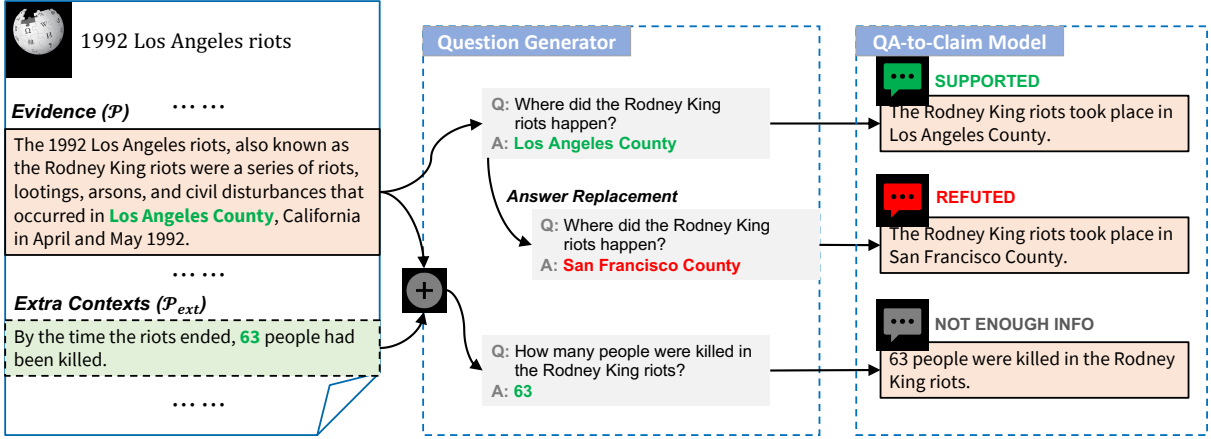 1992 Los Angeles riots
... ...
Evidence (𝒫)
The 1992 Los Angeles riots, also known as
the Rodney King riots were a series of riots,
lootings, arsons, and civil disturbances that
occurred in Los Angeles County, California
in April and May 1992.
... ...
Extra Contexts (𝒫ext)
By the time the riots ended, 63 people had
been killed.
... ...
Question Generator
Q: Where did the Rodney King
riots happen?
A: Los Angeles County
Answer Replacement
Q: Where did the Rodney King
riots happen?
A: San Francisco County
Q: How many people were killed in
the Rodney King riots?
A: 63
QA-to-Claim Model
SUPPORTED
The Rodney King riots took place in
Los Angeles County.
REFUTED
The Rodney King riots took place in
San Francisco County.
NOT ENOUGH INFO
63 people were killed in the Rodney
King riots.